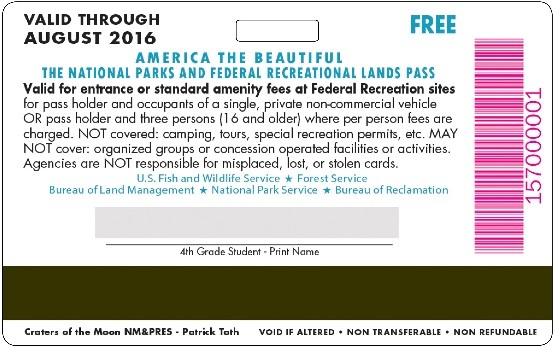 VALID THROUGH
AUGUST 2016
FREE
AMERICA THE BEAUTIFUL
THE NATIONAL PARKS AND FEDERAL RECREATIONAL LANDS PASS
Valid for entrance or standard amenity fees at Federal Recreation sites
for pass holder and occupants of a single, private non-commercial vehicle
OR pass holder and three persons (16 and older) where per person fees are
charged. NOT covered: camping, tours, special recreation permits, etc. MAY
NOT cover: organized groups or concession operated facilities or activities.
Agencies are NOT responsible for misplaced, lost, or stolen cards.
U.S. Fish and Wildlife Service ★ Forest Service
Bureau of Land Management ★ National Park Service ★ Bureau of Reclamation
157000001
4th Grade Student - Print Name
Craters of the Moon NM&PRES - Patrick Toth
VOID IF ALTERED • NON TRANSFERABLE • NON REFUNDABLE